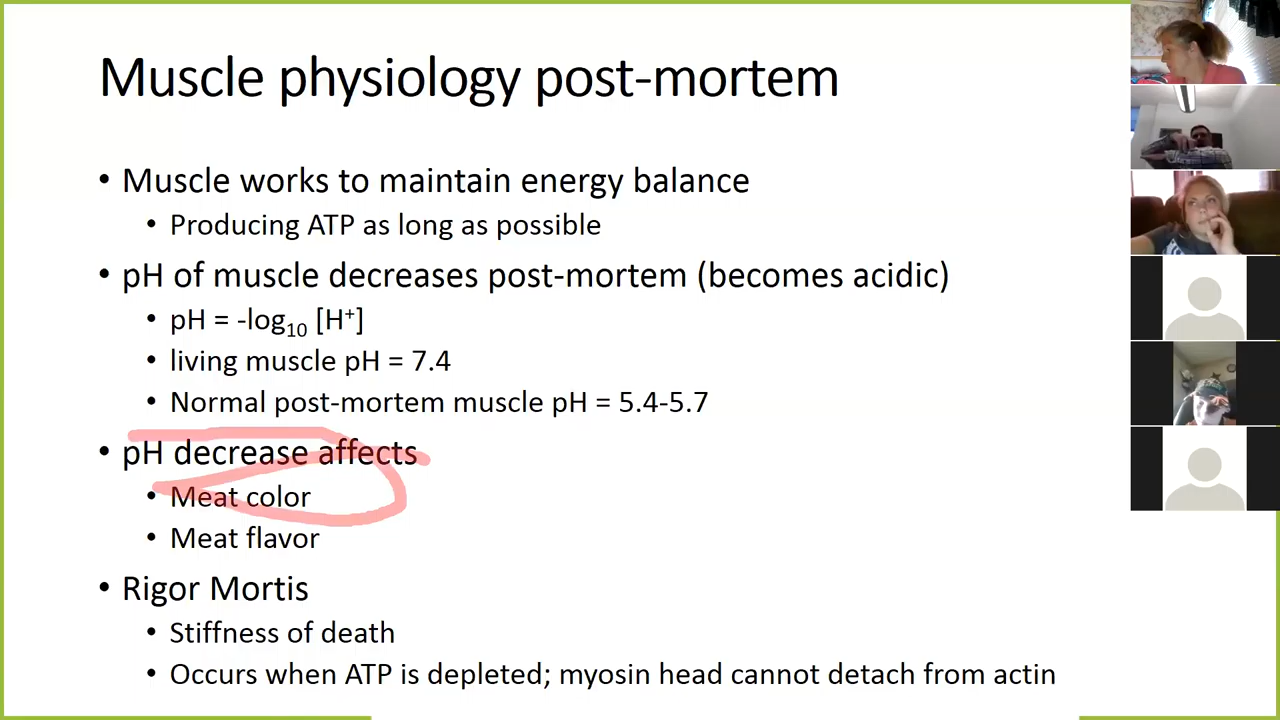 Muscle physiology post-mortem
• Muscle works to maintain energy balance
• Producing ATP as long as possible
• pH of muscle decreases post-mortem (becomes acidic)
• pH = -log₁₀ [H⁺]
• living muscle pH = 7.4
• Normal post-mortem muscle pH = 5.4-5.7
• pH decrease affects
• Meat color
• Meat flavor
• Rigor Mortis
• Stiffness of death
• Occurs when ATP is depleted; myosin head cannot detach from actin